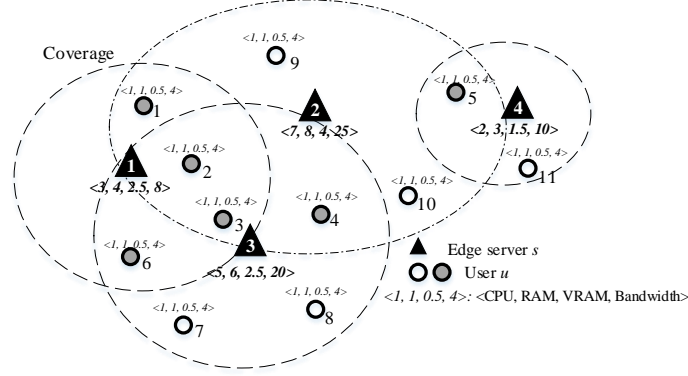 <1, 1, 0.5, 4>
9
Coverage
<1, 1, 0.5, 4>
1
<1, 1, 0.5, 4>
5
2
<7, 8, 4, 25>
4
<2, 3, 1.5, 10>
<1, 1, 0.5, 4>
2
1
<3, 4, 2.5, 8>
<1, 1, 0.5, 4>
11
<1, 1, 0.5, 4>
10
<1, 1, 0.5, 4>
3
<1, 1, 0.5, 4>
4
<1, 1, 0.5, 4>
6
3
<5, 6, 2.5, 20>
Edge server s
User u
<1, 1, 0.5, 4>: <CPU, RAM, VRAM, Bandwidth>
<1, 1, 0.5, 4>
7
<1, 1, 0.5, 4>
8